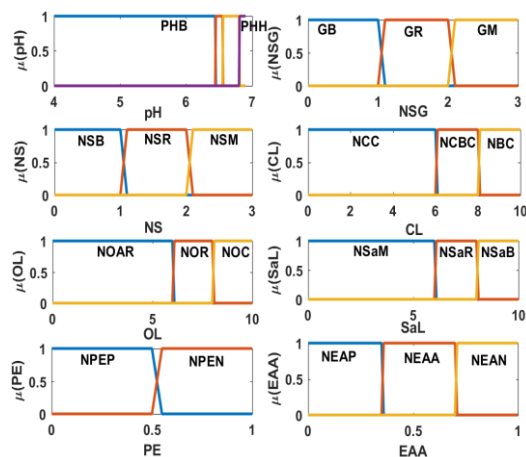 1
0.5
0
μ(pH)
PHB
PHH
4
5
6
7
pH
1
0.5
0
μ(NSG)
GB
GR
GM
0
1
2
3
NSG
1
0.5
0
μ(NS)
NSB
NSR
NSM
0
1
2
3
NS
1
0.5
0
μ(CL)
NCC
NCBC
NBC
0
2
4
6
8
10
CL
1
0.5
0
μ(OL)
NOAR
NOR
NOC
0
5
10
OL
1
0.5
0
μ(SaL)
NSaM
NSaR
NSaB
0
5
10
SaL
1
0.5
0
μ(PE)
NPEP
NPEN
0
0.5
1
PE
1
0.5
0
μ(EAA)
NEAP
NEAA
NEAN
0
0.5
1
EAA